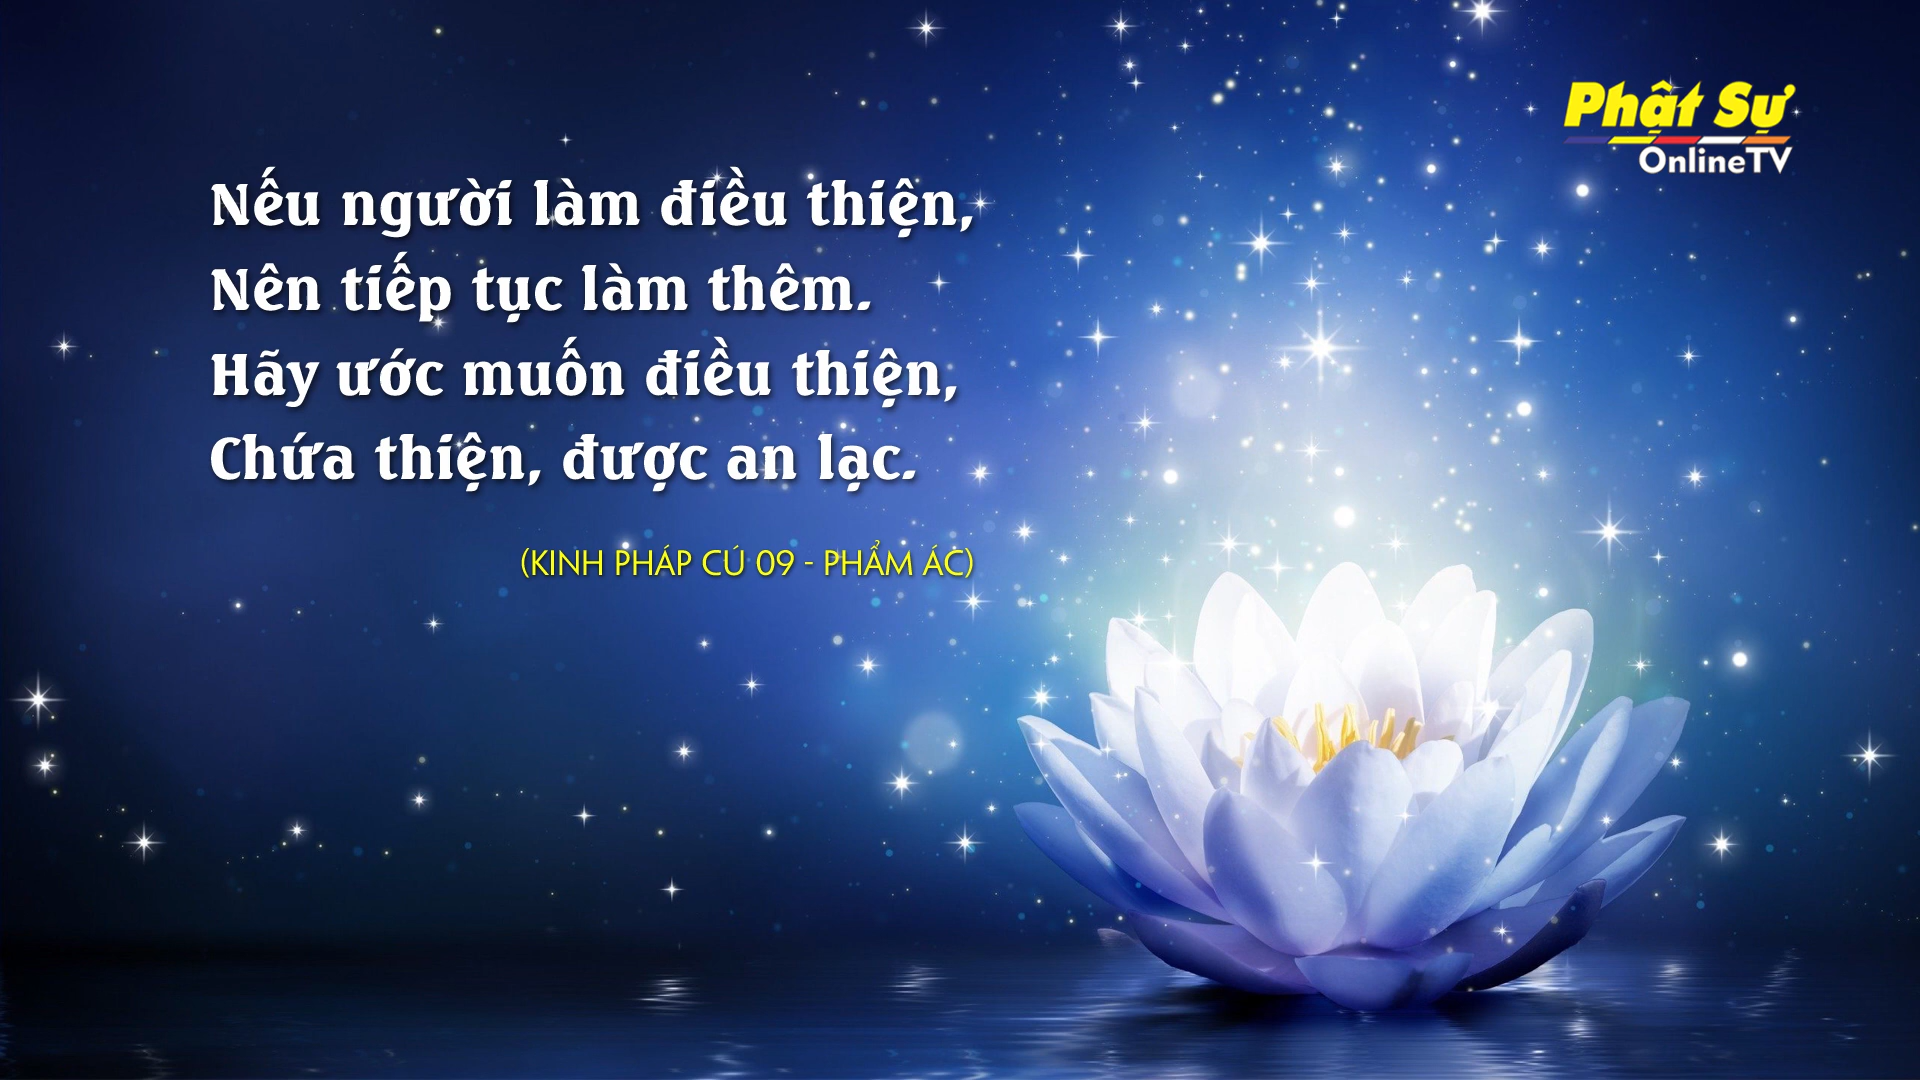 Phật Sự
OnlineTV
Nếu người làm điều thiện,
Nên tiếp tục làm thêm.
Hãy ước muốn điều thiện,
Chứa thiện, được an lạc.
(KINH PHÁP CÚ 09 - PHẨM ÁC)